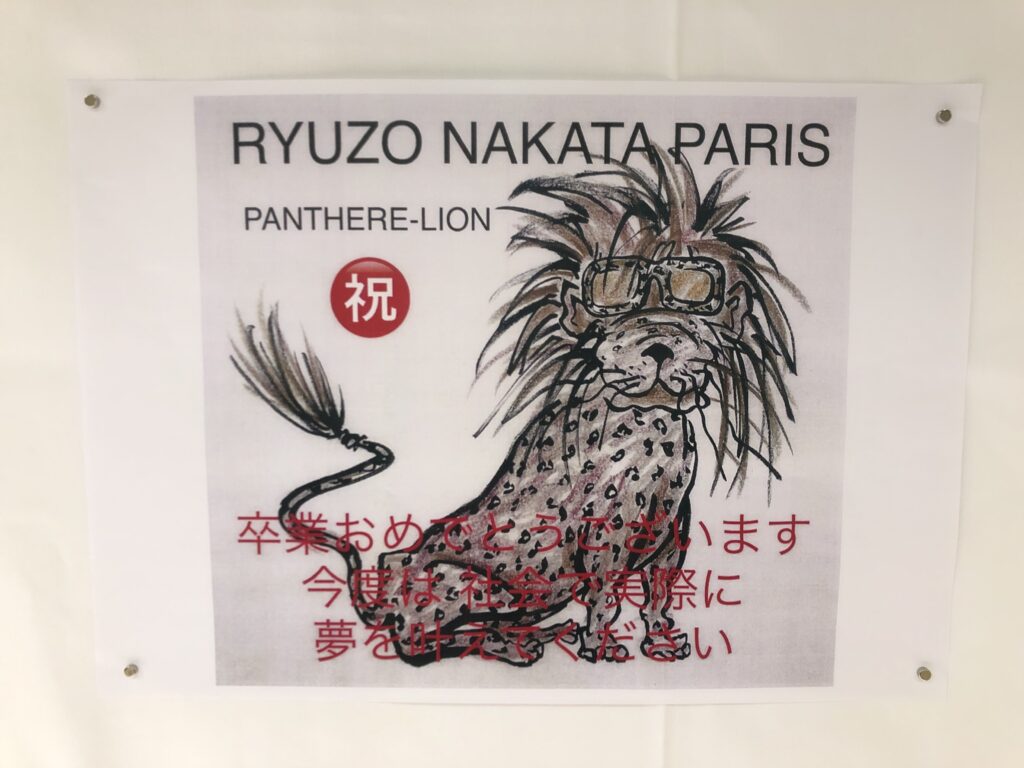 RYUZO NAKATA PARIS
PANTHERE-LION
祝
卒業おめでとうございます
今度は 社会で実際に
夢を叶えてください